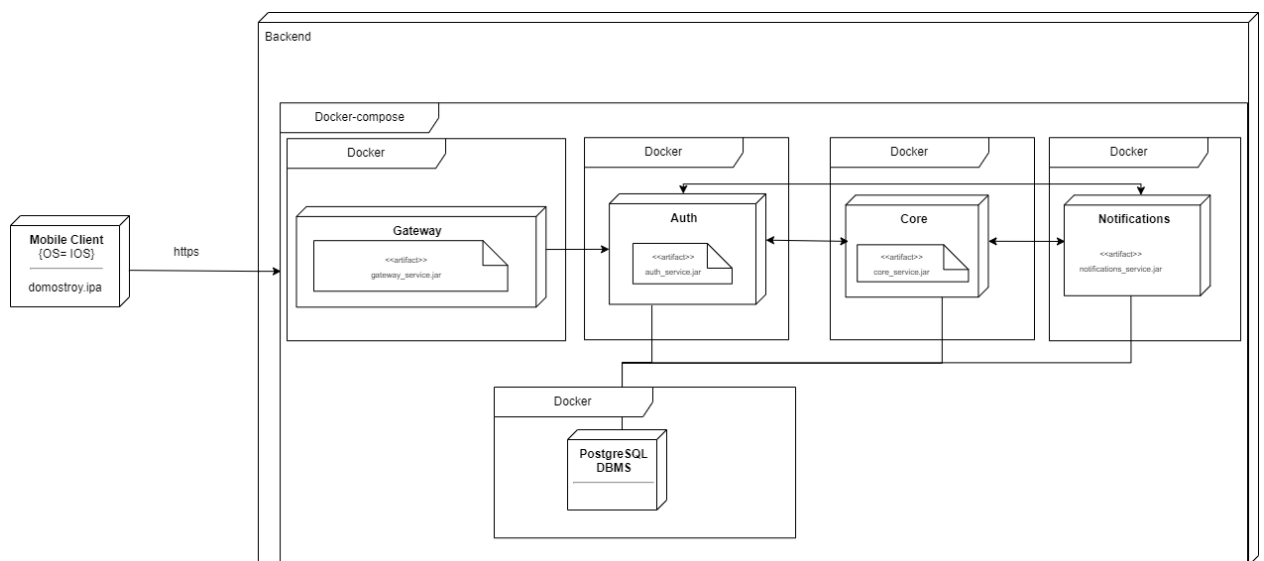 Backend
Docker-compose
Docker
Docker
Docker
Docker
Gateway
<<artifact>>
gateway_service.jar
Auth
<<artifact>>
auth_service.jar
Core
<<artifact>>
core_service.jar
Notifications
<<artifact>>
notifications_service.jar
Mobile Client
{OS= IOS}
domostroy.ipa
https
Docker
PostgreSQL
DBMS